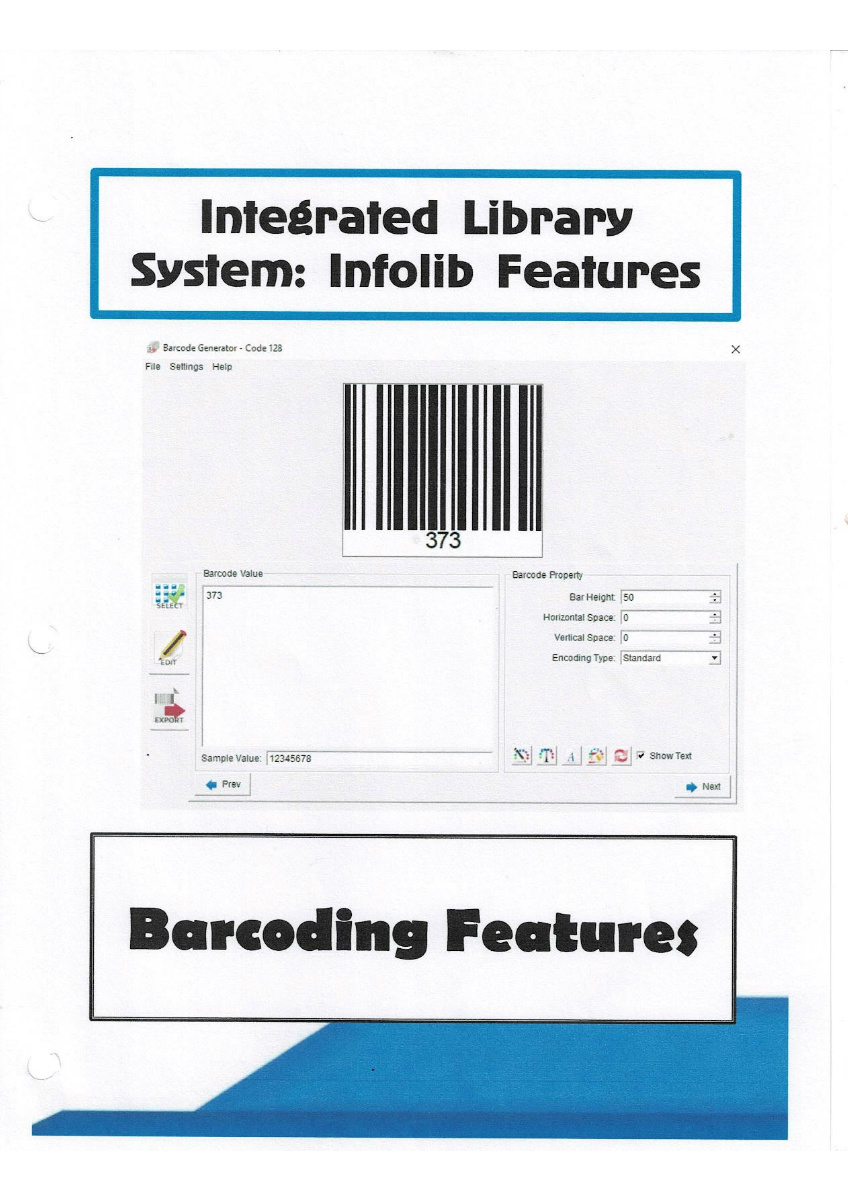 Integrated Library
System: Infolib Features
Barcode Generator - Code 128
File Settings Help
373
Barcode Value
373
Sample Value: 12345678
Prev
SELECT
EDIT
EXPORT
Barcode Property
Bar Height: 50
Horizontal Space: 0
Vertical Space: 0
Encoding Type: Standard
A
Show Text
Next
Barcoding Features